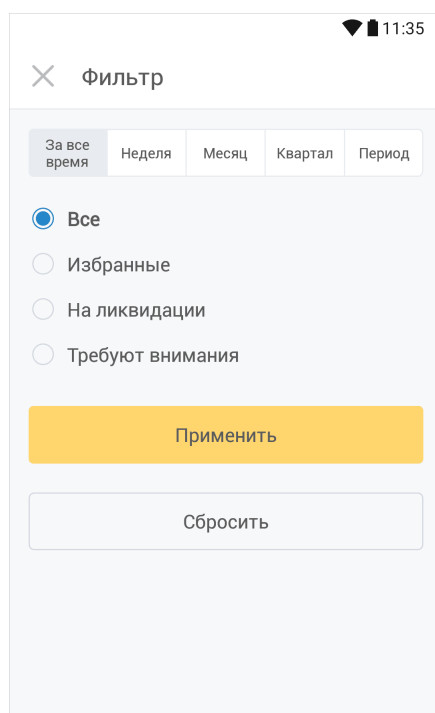 11:35
Фильтр
За все
время
Неделя
Месяц
Квартал
Период
Все
Избранные
На ликвидации
Требуют внимания
Применить
Сбросить